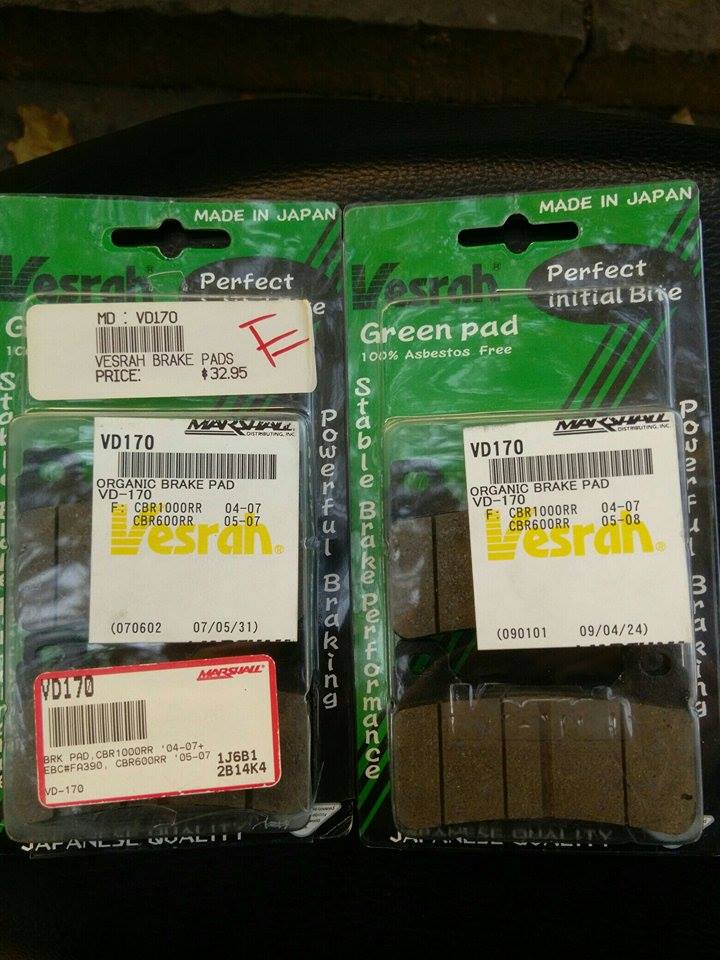 MADE IN JAPAN
Vesrah®
Perfect
Initial Bite
MD : VD170
VESRAH BRAKE PADS
PRICE: $32.95
F
Powerful Braking
MARSHALL
DISTRIBUTING, INC.
VD170
ORGANIC BRAKE PAD
VD-170
F: CBR1000RR 04-07
CBR600RR 05-07
Vesrah®
(070602 07/05/31)
MARSHALL®
VD170
BRK PAD,CBR1000RR '04-07+
EBC#FA390, CBR600RR '05-07
1J6B1
2B14K4
VD-170
JAPANESE QUALITY
MADE IN JAPAN
Vesrah®
Perfect
Initial Bite
Green pad
100% Asbestos Free
Stable Brake Performance
Powerful Braking
MARSHALL
DISTRIBUTING, INC.
VD170
ORGANIC BRAKE PAD
VD-170
F: CBR1000RR 04-07
CBR600RR 05-08
Vesrah®
(090101 09/04/24)
JAPANESE QUALITY